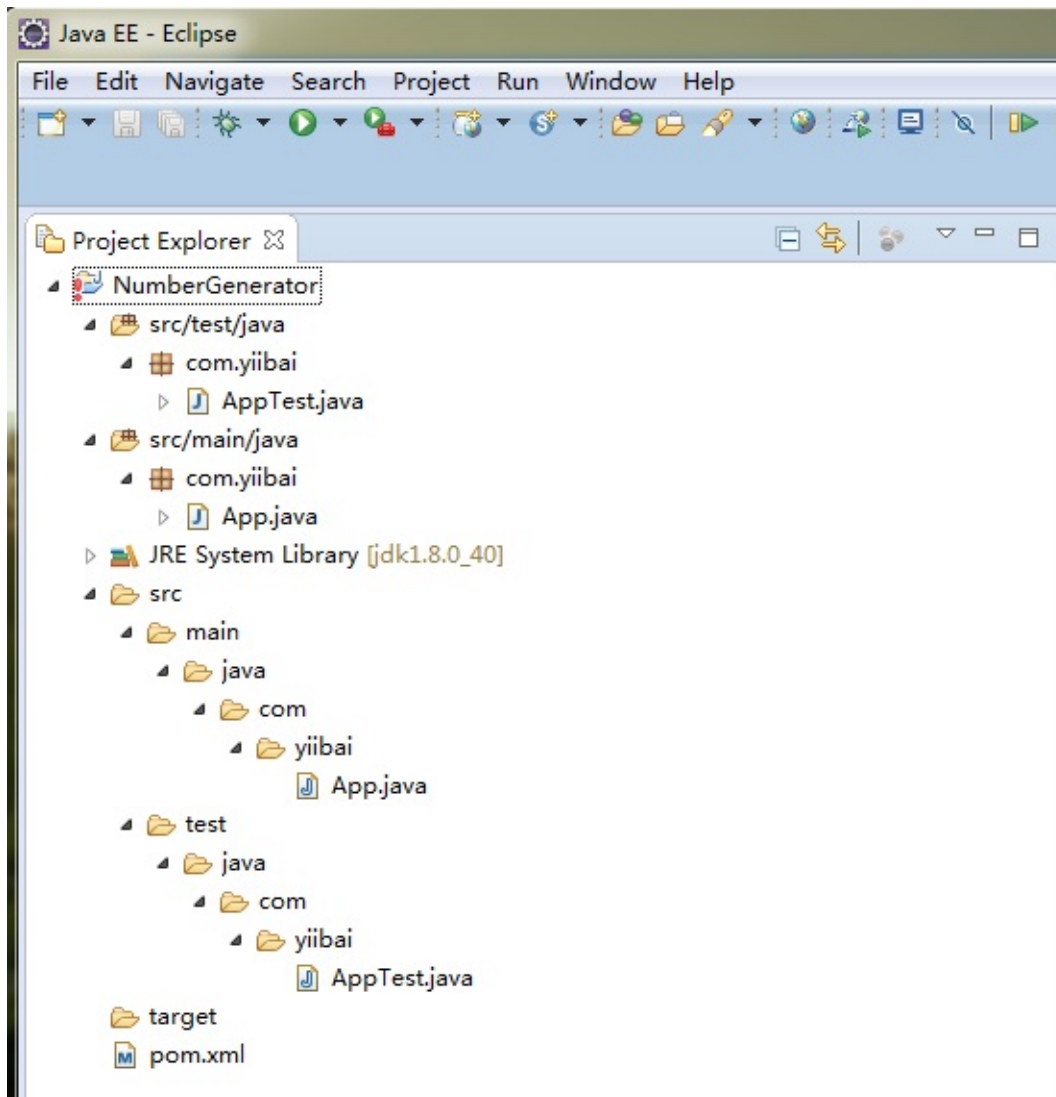 Java EE - Eclipse
File Edit Navigate Search Project Run Window Help
Project Explorer
NumberGenerator
src/test/java
com.yiibai
AppTest.java
src/main/java
com.yiibai
App.java
JRE System Library [jdk1.8.0_40]
src
main
java
com
yiibai
App.java
test
java
com
yiibai
AppTest.java
target
pom.xml